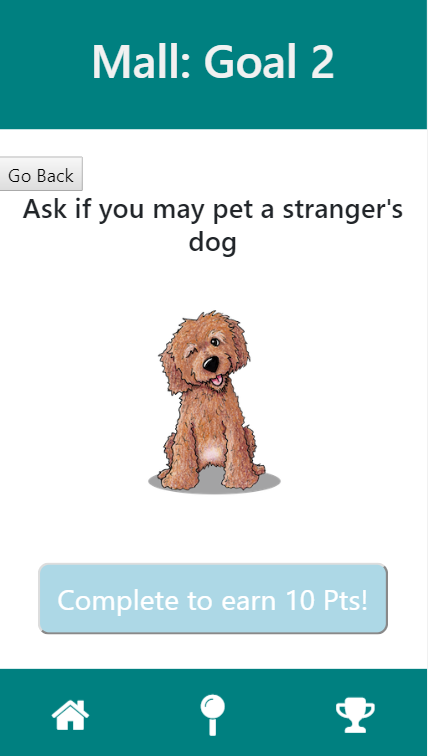 Mall: Goal 2
Go Back
Ask if you may pet a stranger's
dog
Complete to earn 10 Pts!